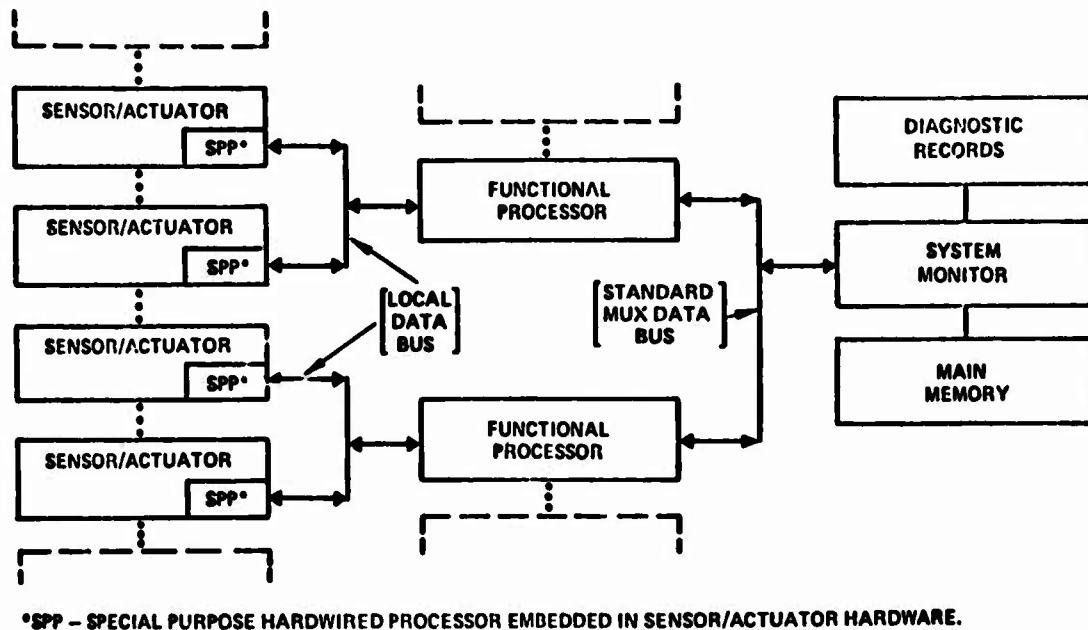 SENSOR/ACTUATOR
SPP*
SENSOR/ACTUATOR
SPP*
SENSOR/ACTUATOR
SPP*
SENSOR/ACTUATOR
SPP*
LOCAL
DATA
BUS
FUNCTIONAL
PROCESSOR
FUNCTIONAL
PROCESSOR
STANDARD
MUX DATA
BUS
DIAGNOSTIC
RECORDS
SYSTEM
MONITOR
MAIN
MEMORY
*SPP – SPECIAL PURPOSE HARDWIRED PROCESSOR EMBEDDED IN SENSOR/ACTUATOR HARDWARE.